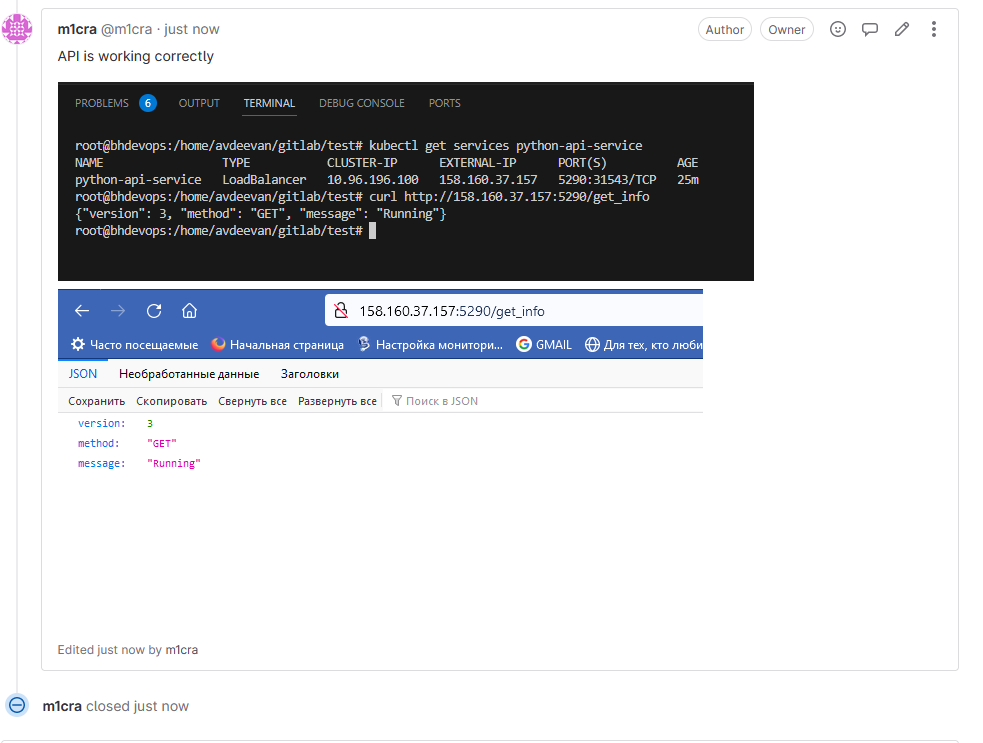 m1cra @m1cra · just now Author Owner
API is working correctly
PROBLEMS 6 OUTPUT TERMINAL DEBUG CONSOLE PORTS
root@bhdevops:/home/avdeevan/gitlab/test# kubectl get services python-api-service
NAME TYPE CLUSTER-IP EXTERNAL-IP PORT(S) AGE
python-api-service LoadBalancer 10.96.196.100 158.160.37.157 5290:31543/TCP 25m
root@bhdevops:/home/avdeevan/gitlab/test# curl http://158.160.37.157:5290/get_info
{"version": 3, "method": "GET", "message": "Running"}
root@bhdevops:/home/avdeevan/gitlab/test#
158.160.37.157:5290/get_info
Часто посещаемые Начальная страница Настройка монитори... GMAIL Для тех, кто люби
JSON Необработанные данные Заголовки
Сохранить Скопировать Свернуть все Развернуть все Поиск в JSON
version: 3
method: "GET"
message: "Running"
Edited just now by m1cra
m1cra closed just now